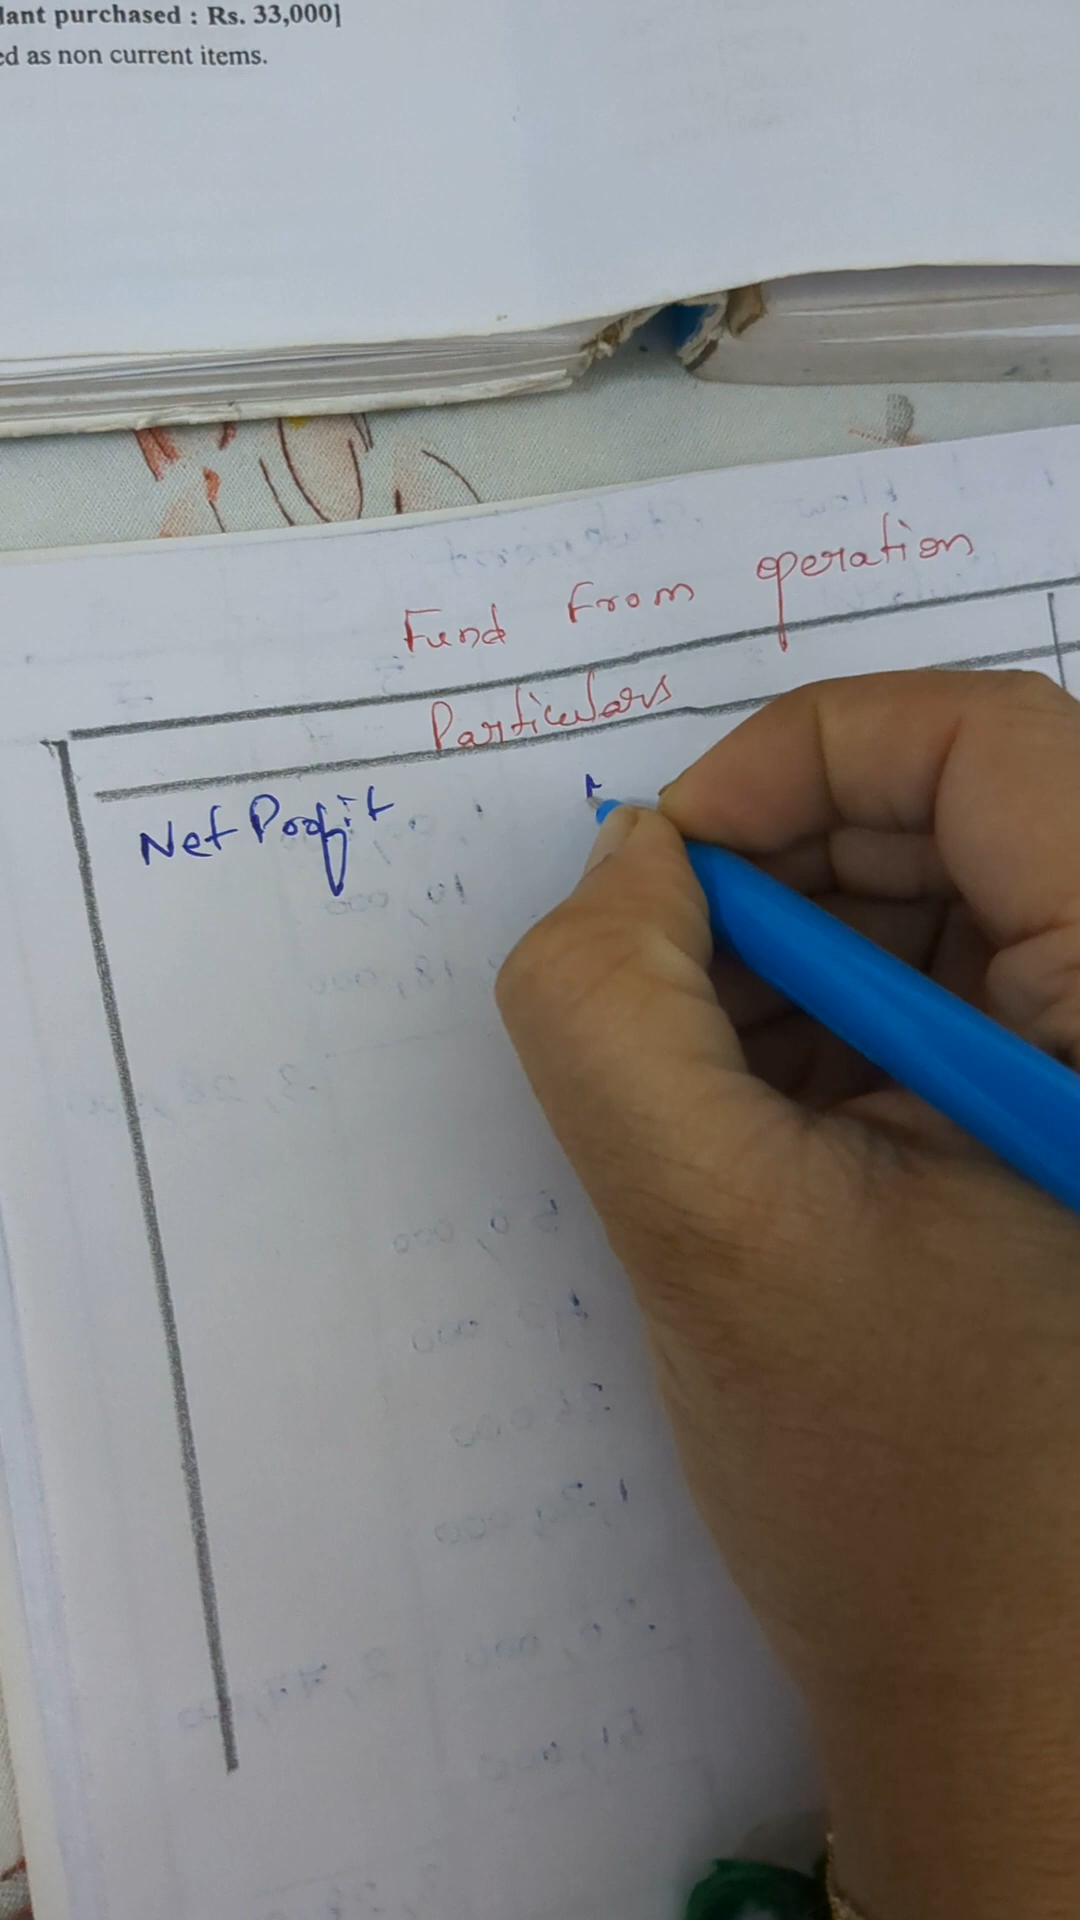 lant purchased : Rs. 33,000]
ed as non current items.
Fund From operation
Particulars
Net Profit